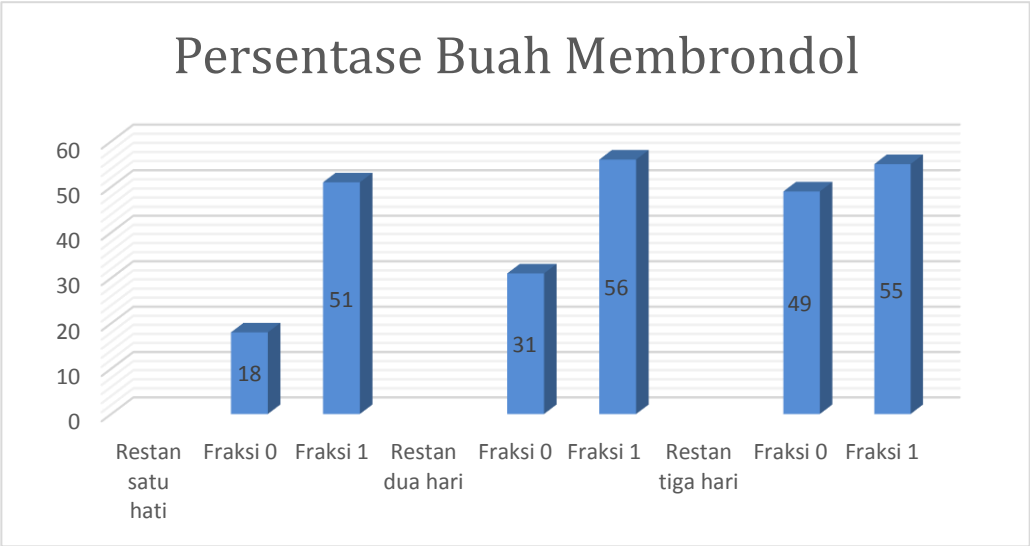 Persentase Buah Membrondol
60
50
40
30
20
10
0
18
51
31
56
49
55
Restan
satu
hati
Fraksi 0
Fraksi 1
Restan
dua hari
Fraksi 0
Fraksi 1
Restan
tiga hari
Fraksi 0
Fraksi 1